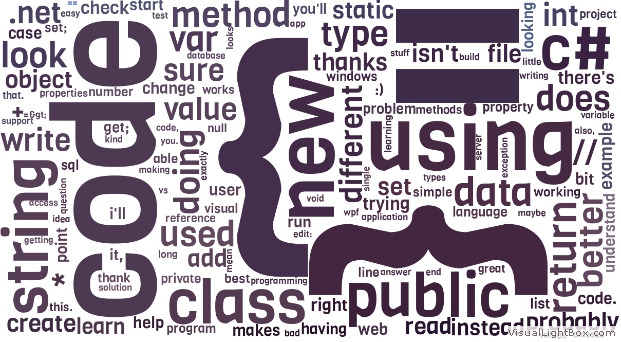 .net
==
check
start
test
method
you'll
app
static
looking
int
project
case
set;
look
object
that.
properties
number
var
database
looks
sure
change
works
type
thanks
windows
:)
=
stuff
isn't
build
file
little
writing
c#
there's
does
variable
+=
support
write
code
get;
kind
code,
you.
value
null
able
making
doing
exactly
{
new
void
different
problem
methods
property
learning
using
server
exception
//
also,
example
sql
string
access
idea
question
getting
point
*
this.
i'll
it,
thank
solution
vs
user
visual
reference
used
long
add
mean
run
edit:
single
wpf
set
trying
application
types
simple
data
language
maybe
working
bit
better
understand
return
}
private
class
best
programming
line
answer
end
great
right
public
list
code.
create
learn
help
program
makes
bad
having
web
read
instead
probably
VisualLightBox.com